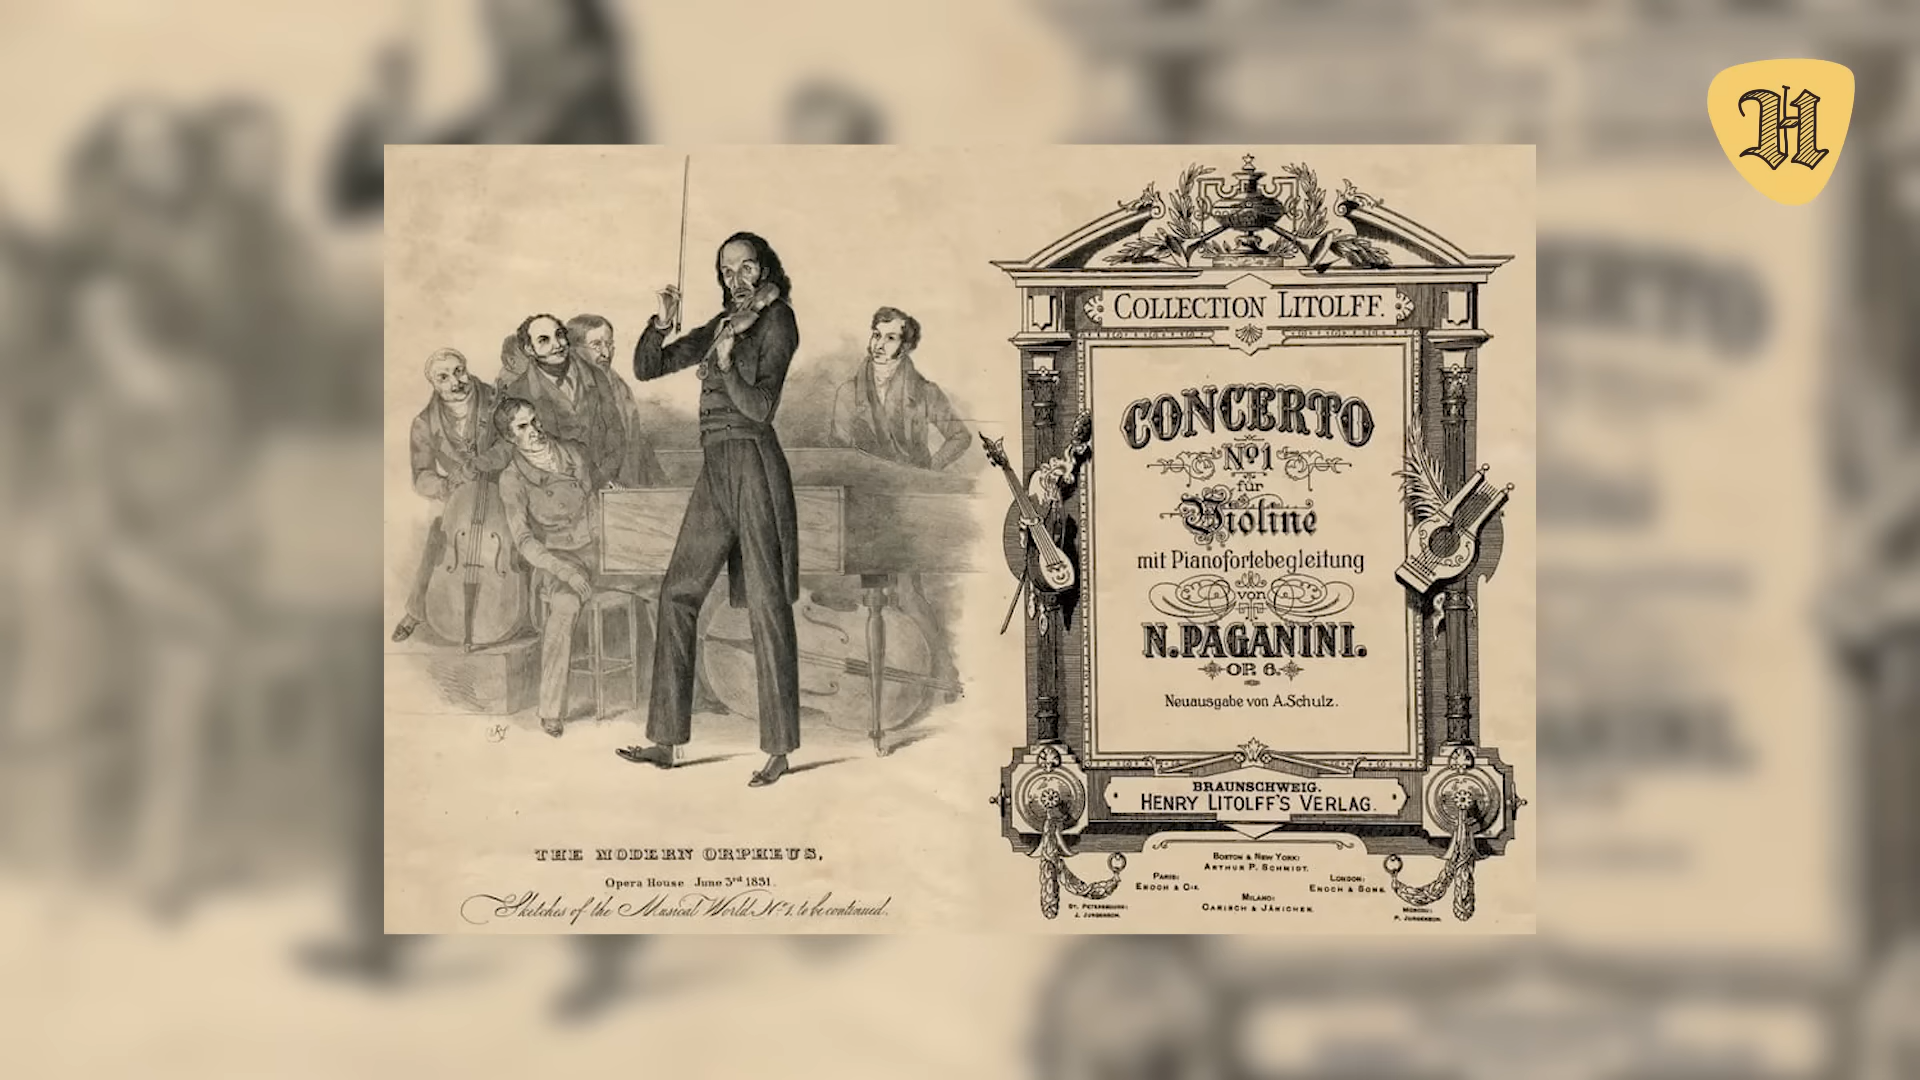 H
THE MODERN ORPHEUS,
Opera House June 3rd 1831.
Sketches of the Musical World No. 1. to be continued.
COLLECTION LITOLFF.
CONCERTO
No 1
für
Violine
mit Pianofortebegleitung
von
N. PAGANINI.
OP. 6.
Neuausgabe von A. Schulz.
BRAUNSCHWEIG.
HENRY LITOLFF'S VERLAG.
BOSTON & NEW YORK:
ARTHUR P. SCHMIDT.
PARIS:
ENOCH & CIE.
LONDON:
ENOCH & SONS.
MILANO:
CARISCH & JÄNICHEN.
ST. PETERSBOURG:
J. JURGENSON.
MOSCOU:
P. JURGENSON.